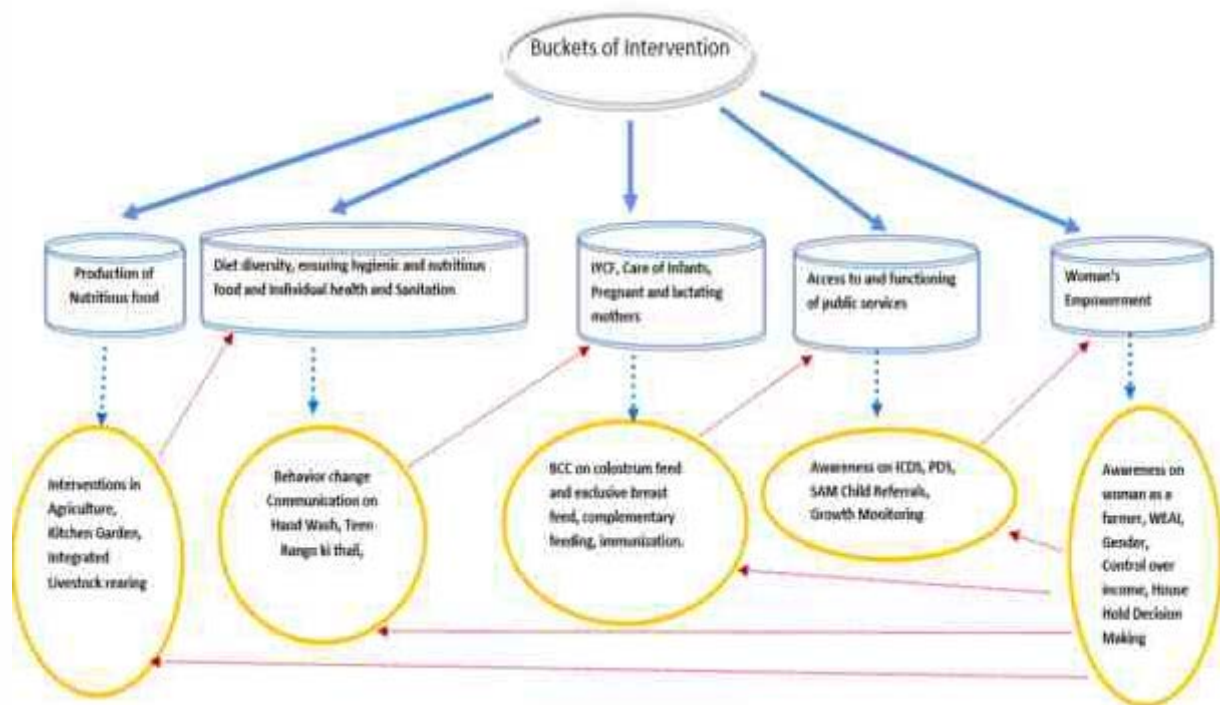 Buckets of Intervention
Production of
Nutritious food
Diet diversity, ensuring hygienic and nutritious
food and Individual health and Sanitation
IYCF, Care of Infants,
Pregnant and lactating
mothers
Access to and functioning
of public services
Woman's
Empowerment
Interventions in
Agriculture,
Kitchen Garden,
Integrated
Livestock rearing
Behavior change
Communication on
Hand Wash, Teen
Rango ki thali,
BCC on colostrum feed
and exclusive breast
feed, complementary
feeding, immunization.
Awareness on ICDS, PDS,
SAM Child Referrals,
Growth Monitoring
Awareness on
woman as a
farmer, WEAI,
Gender,
Control over
income, House
Hold Decision
Making